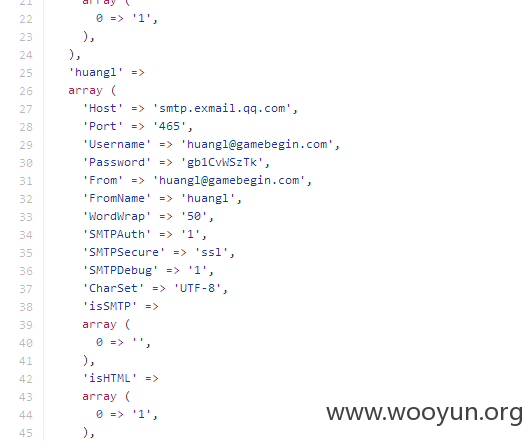 21 array (
22 0 => '1',
23 ),
24 ),
25 'huangl' =>
26 array (
27 'Host' => 'smtp.exmail.qq.com',
28 'Port' => '465',
29 'Username' => 'huangl@gamebegin.com',
30 'Password' => 'gb1CvWSzTk',
31 'From' => 'huangl@gamebegin.com',
32 'FromName' => 'huangl',
33 'WordWrap' => '50',
34 'SMTPAuth' => '1',
35 'SMTPSecure' => 'ssl',
36 'SMTPDebug' => '1',
37 'CharSet' => 'UTF-8',
38 'isSMTP' =>
39 array (
40 0 => '',
41 ),
42 'isHTML' =>
43 array (
44 0 => '1',
45 ),
www.wooyun.org